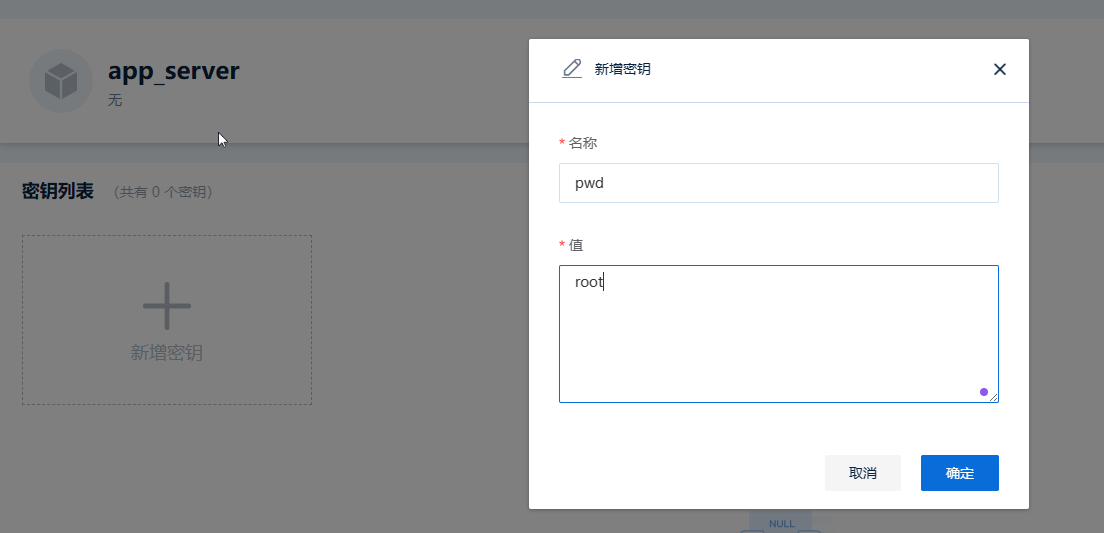 app_server
无
密钥列表 （共有 0 个密钥）
新增密钥
新增密钥
* 名称
pwd
* 值
root
取消 确定
NULL